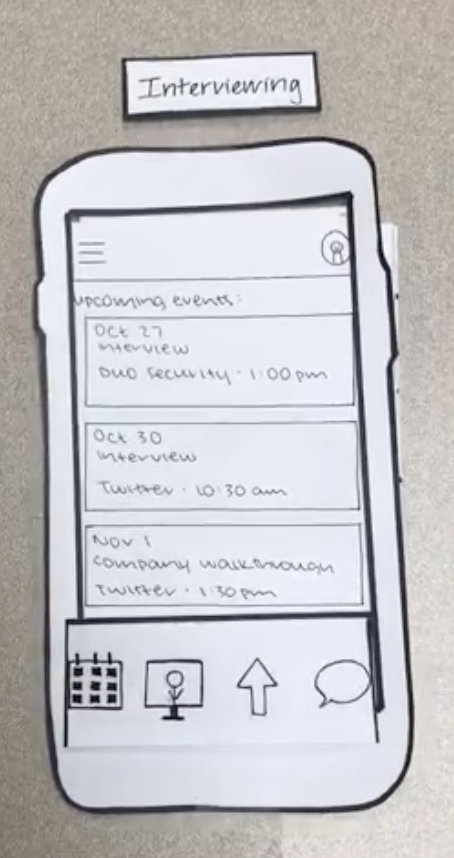 Interviewing
upcoming events:
Oct 27
interview
Duo Security · 1:00 pm
Oct 30
interview
Twitter · 10:30 am
Nov 1
company walkthrough
Twitter · 1:30 pm